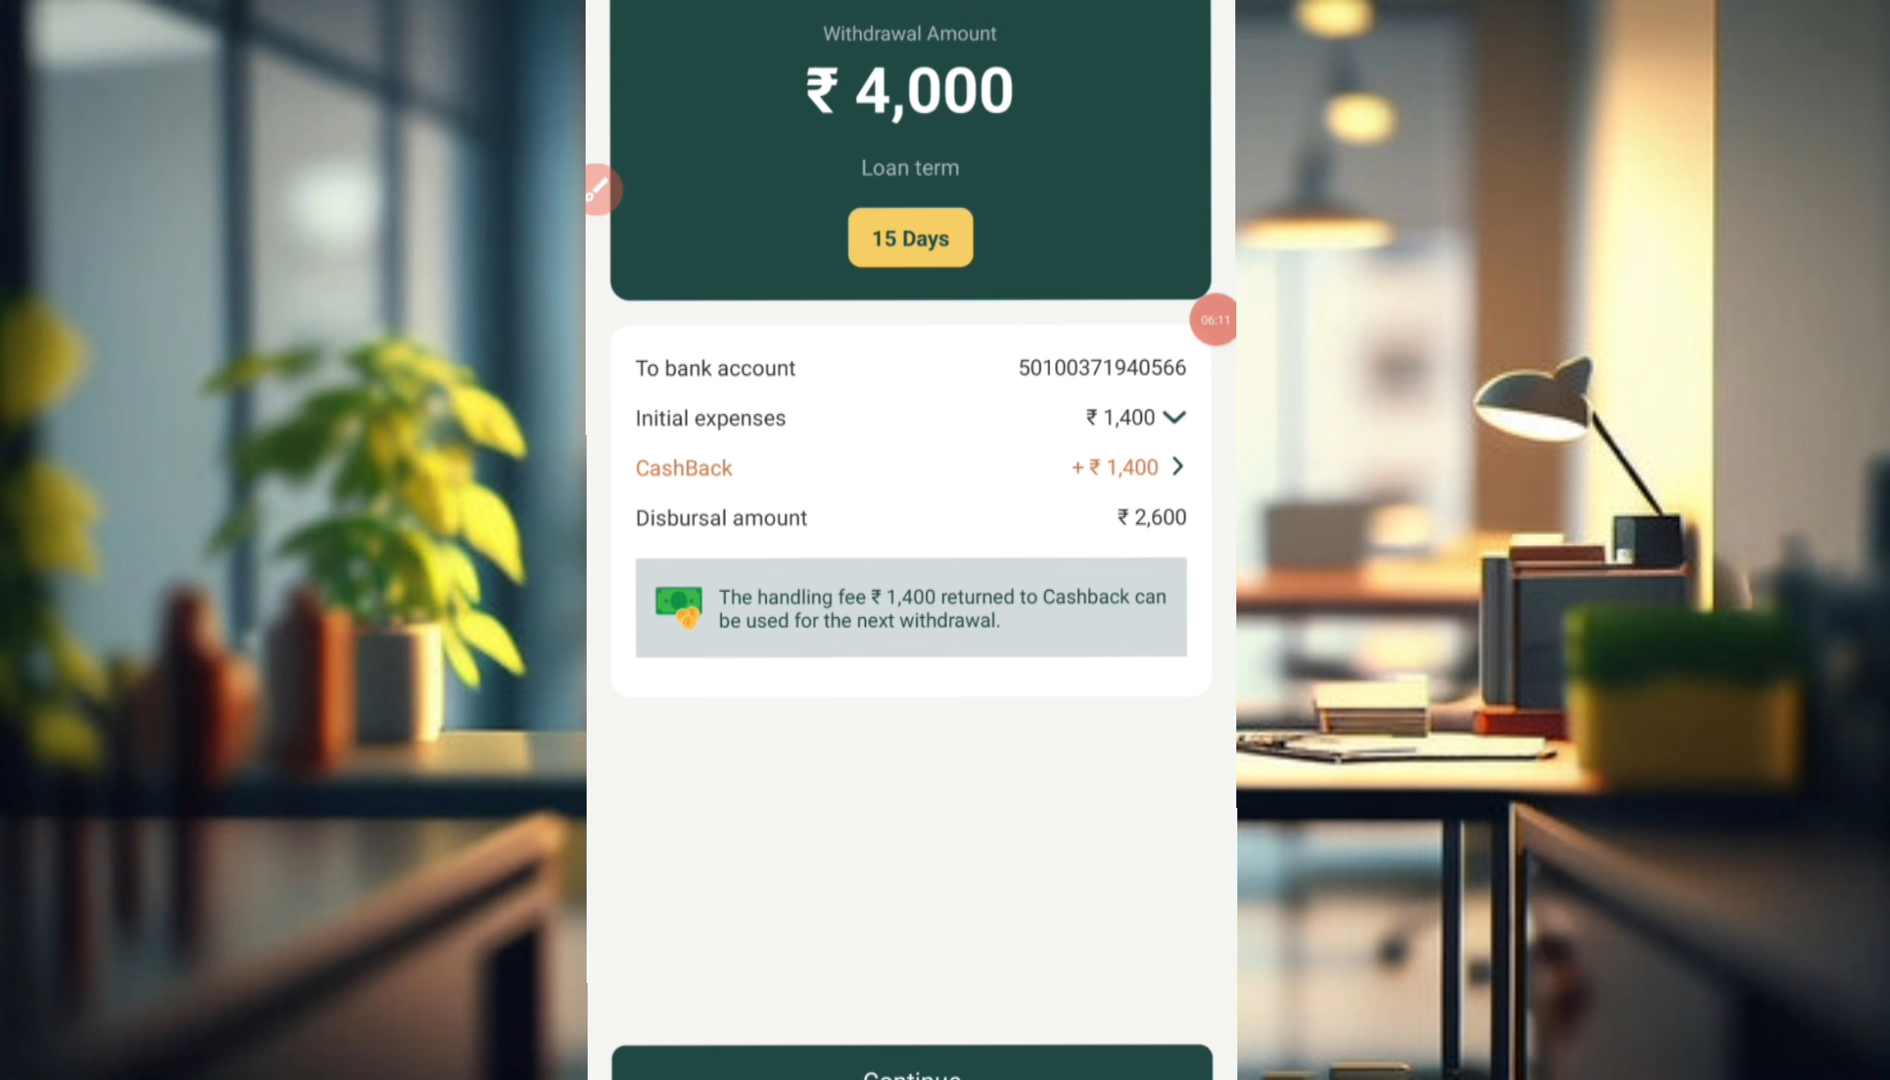 Withdrawal Amount
₹ 4,000
Loan term
15 Days
06:11
To bank account 50100371940566
Initial expenses ₹ 1,400
CashBack + ₹ 1,400
Disbursal amount ₹ 2,600
The handling fee ₹ 1,400 returned to Cashback can
be used for the next withdrawal.
Continue